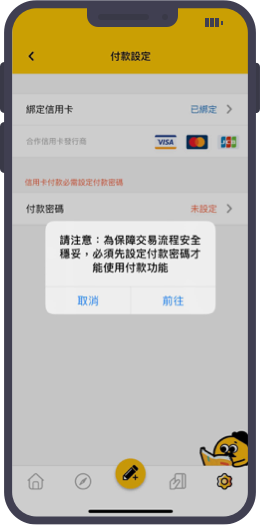 付款設定
綁定信用卡 已綁定
合作信用卡發行商 VISA JCB
信用卡付款必需設定付款密碼
付款密碼 未設定
請注意：為保障交易流程安全
穩妥，必須先設定付款密碼才
能使用付款功能
取消 前往